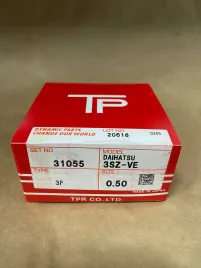 TP
DYNAMIC PARTS
CHANGE OUR WORLD
LOT NO
20618
SET NO
31055
MODEL
DAIHATSU
3SZ-VE
TYPE
3F
SIZE
0.50
TPR CO.,LTD.